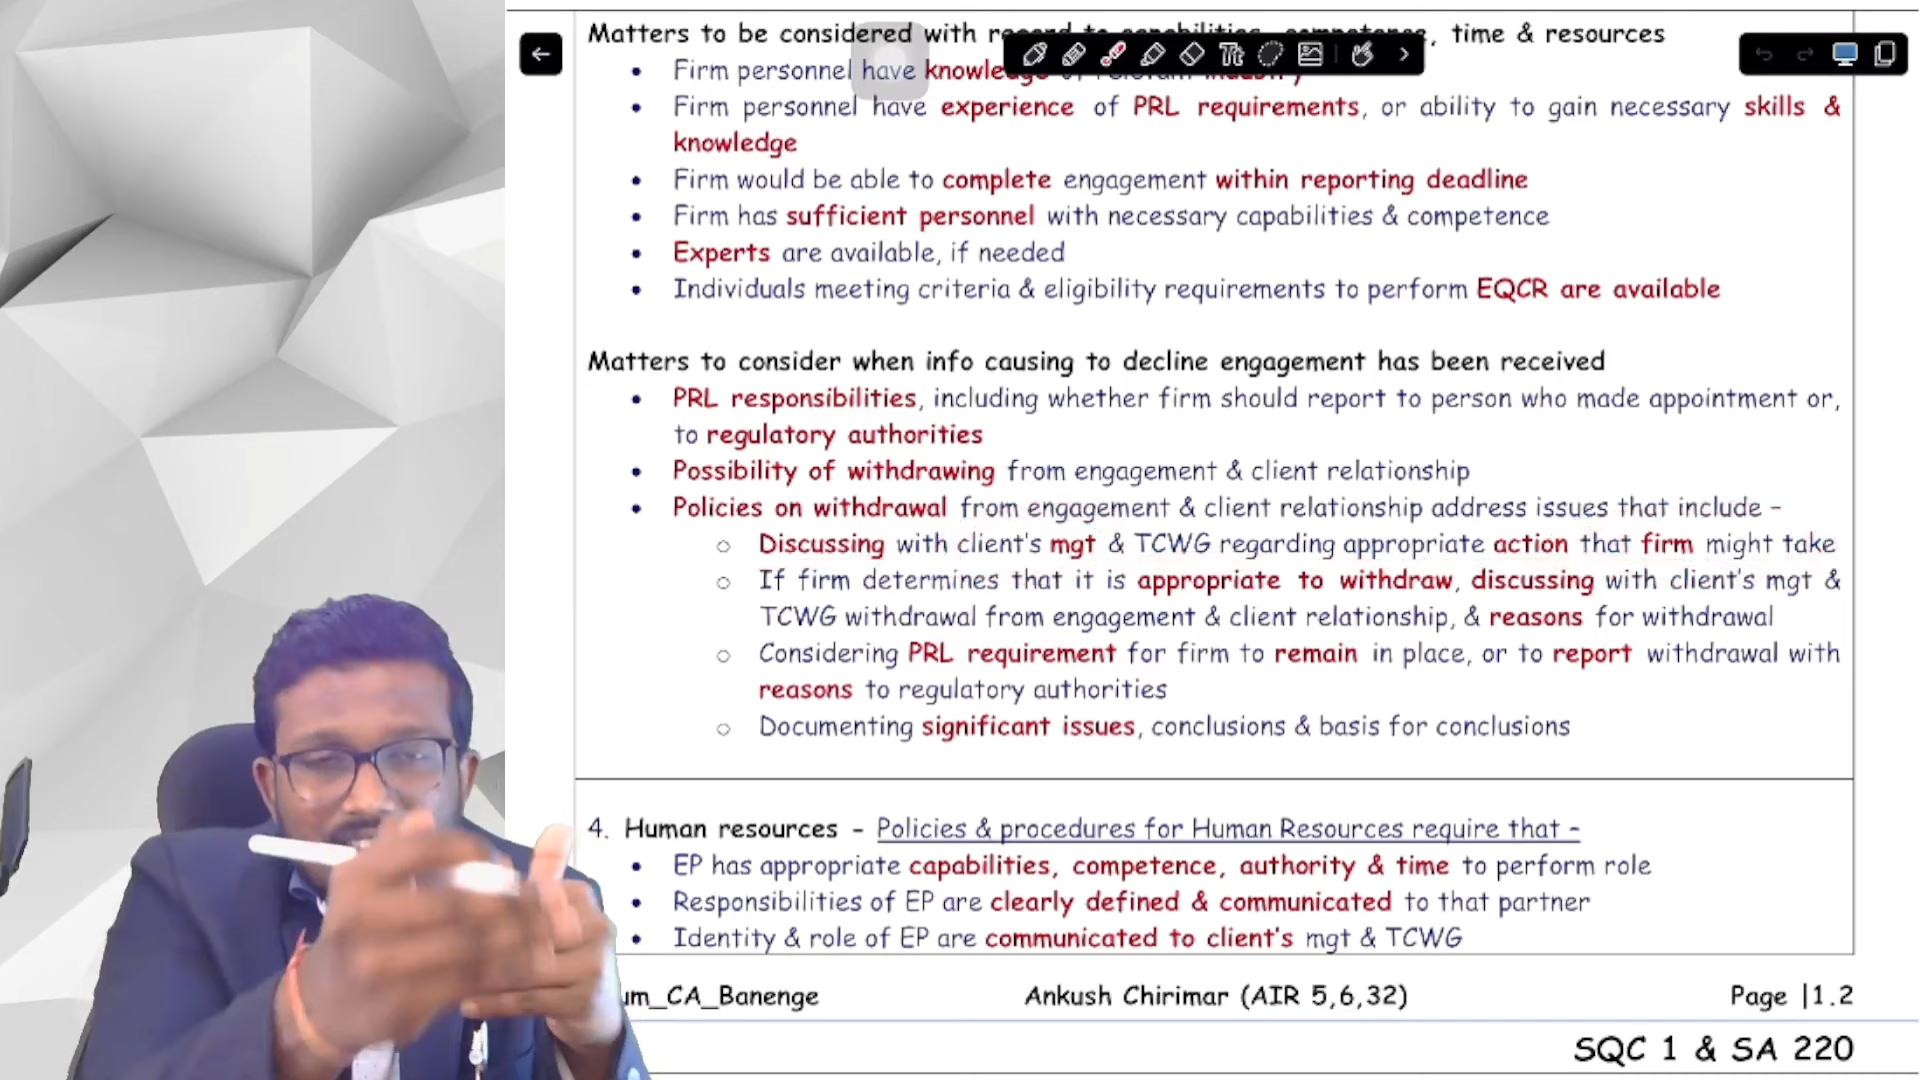 Matters to be considered with regard to capabilities, competence, time & resources
• Firm personnel have knowledge of relevant industry
• Firm personnel have experience of PRL requirements, or ability to gain necessary skills &
knowledge
• Firm would be able to complete engagement within reporting deadline
• Firm has sufficient personnel with necessary capabilities & competence
• Experts are available, if needed
• Individuals meeting criteria & eligibility requirements to perform EQCR are available
Matters to consider when info causing to decline engagement has been received
• PRL responsibilities, including whether firm should report to person who made appointment or,
to regulatory authorities
• Possibility of withdrawing from engagement & client relationship
• Policies on withdrawal from engagement & client relationship address issues that include –
○ Discussing with client's mgt & TCWG regarding appropriate action that firm might take
○ If firm determines that it is appropriate to withdraw, discussing with client's mgt &
TCWG withdrawal from engagement & client relationship, & reasons for withdrawal
○ Considering PRL requirement for firm to remain in place, or to report withdrawal with
reasons to regulatory authorities
○ Documenting significant issues, conclusions & basis for conclusions
4. Human resources – Policies & procedures for Human Resources require that –
• EP has appropriate capabilities, competence, authority & time to perform role
• Responsibilities of EP are clearly defined & communicated to that partner
• Identity & role of EP are communicated to client's mgt & TCWG
um_CA_Banenge Ankush Chirimar (AIR 5,6,32) Page |1.2
SQC 1 & SA 220